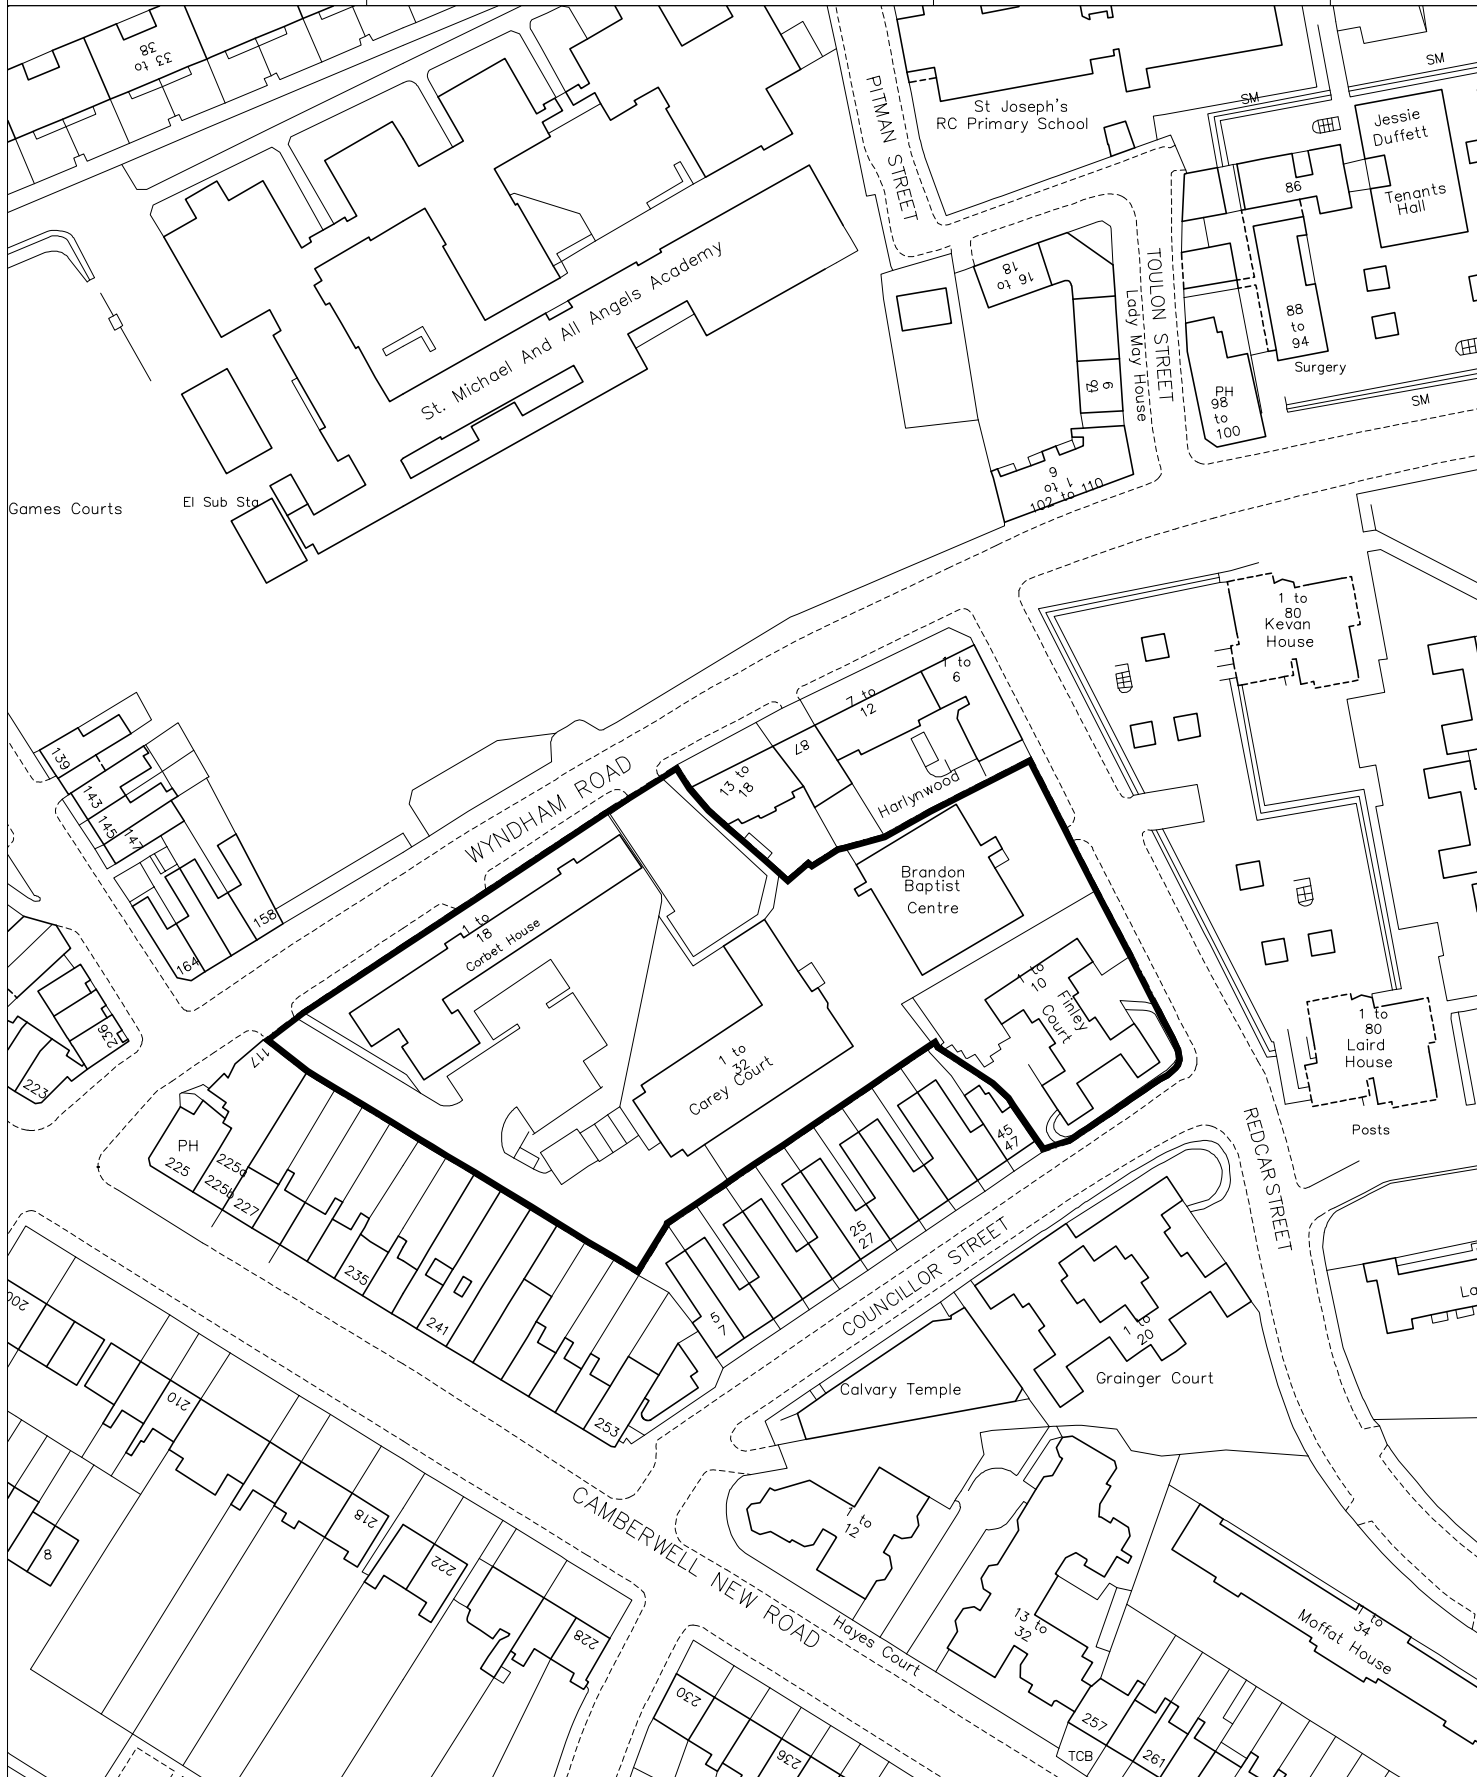 33 to
38
PITMAN STREET
St Joseph's
RC Primary School
SM
SM
Jessie
Duffett
Tenants
Hall
86
16 to
18
TOULON STREET
Lady May House
88
to
94
Surgery
PH
98
to
100
SM
St. Michael And All Angels Academy
El Sub Sta
Games Courts
1 to
6
102 to 110
1 to
80
Kevan
House
1 to
6
7 to
12
87
13 to
18
Harlynwood
139
143
145
147
158
164
WYNDHAM ROAD
Brandon
Baptist
Centre
1 to
18
Corbet House
1 to
10
Finley
Court
1 to
32
Carey Court
1 to
80
Laird
House
Posts
236
223
117
PH
225
225a
225b
227
235
241
253
45
47
25
27
5
7
REDCAR STREET
COUNCILLOR STREET
1 to
20
Grainger Court
Calvary Temple
La
200
210
218
222
228
8
CAMBERWELL NEW ROAD
1 to
12
Hayes Court
13 to
32
1 to
34
Moffat House
230
236
257
261
TCB